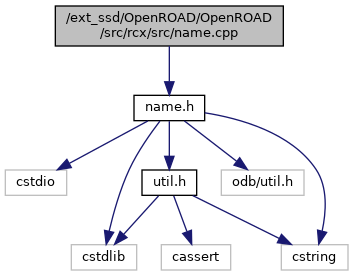 /ext_ssd/OpenROAD/OpenROAD
/src/rcx/src/name.cpp
name.h
cstdio
util.h
odb/util.h
cstdlib
cassert
cstring